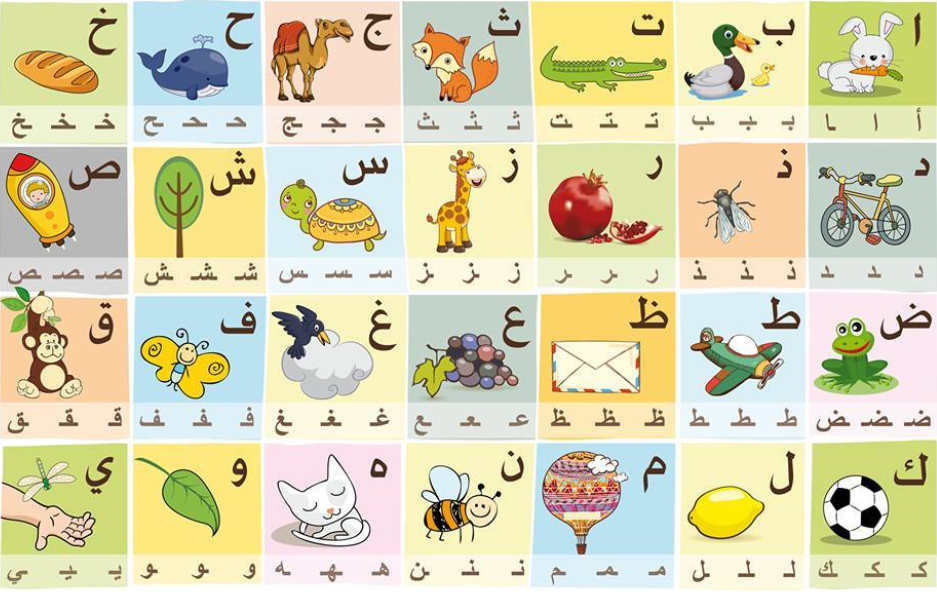 ا ب ت ث ج ح خ
أ ا ـا بـ ـبـ ـب تـ ـتـ ـت ثـ ـثـ ـث جـ ـجـ ـج حـ ـحـ ـح خـ ـخـ ـخ
د ذ ر ز س ش ص
د ـد ـد ذ ـذ ـذ ر ـر ـر ز ـز ـز سـ ـسـ ـس شـ ـشـ ـش صـ ـصـ ـص
ض ط ظ ع غ ف ق
ضـ ـضـ ـض طـ ـطـ ـط ظـ ـظـ ـظ عـ ـعـ ـع غـ ـغـ ـغ فـ ـفـ ـف قـ ـقـ ـق
ك ل م ن ه و ي
كـ ـكـ ـك لـ ـلـ ـل مـ ـمـ ـم نـ ـنـ ـن هـ ـهـ ـه و ـو ـو يـ ـيـ ـي